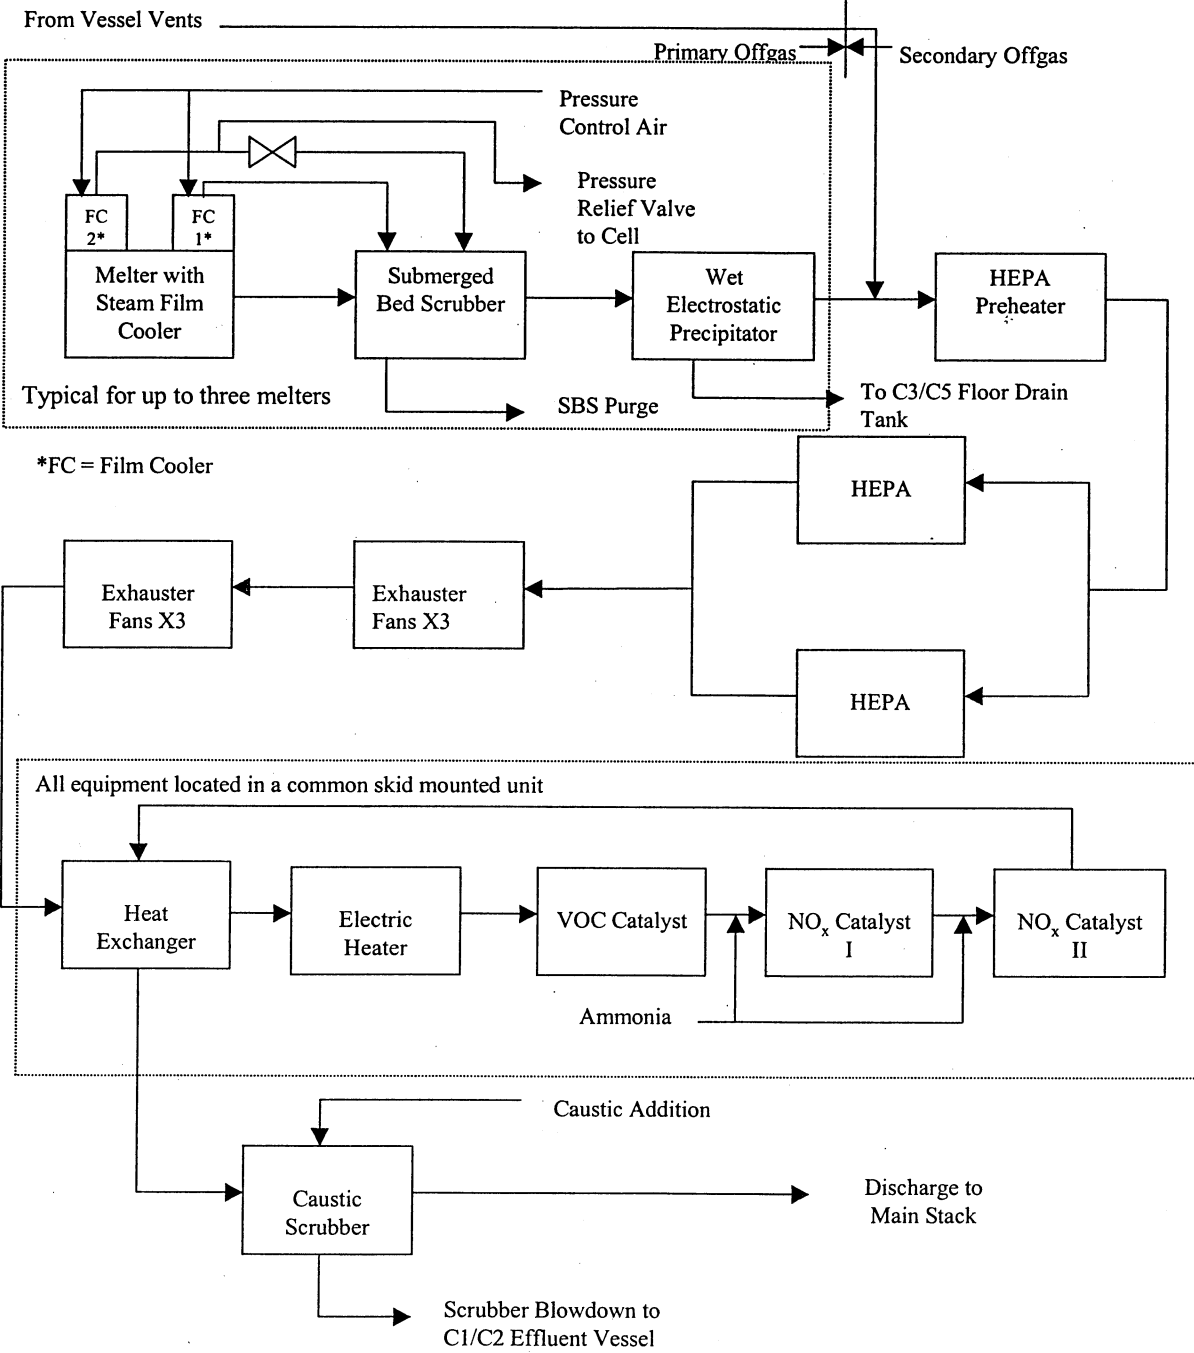 From Vessel Vents
Primary Offgas
Secondary Offgas
Pressure
Control Air
Pressure
Relief Valve
to Cell
FC
2*
FC
1*
Melter with
Steam Film
Cooler
Submerged
Bed Scrubber
Wet
Electrostatic
Precipitator
HEPA
Preheater
Typical for up to three melters
SBS Purge
To C3/C5 Floor Drain
Tank
*FC = Film Cooler
HEPA
Exhauster
Fans X3
Exhauster
Fans X3
HEPA
All equipment located in a common skid mounted unit
Heat
Exchanger
Electric
Heater
VOC Catalyst
NOx Catalyst
I
NOx Catalyst
II
Ammonia
Caustic Addition
Caustic
Scrubber
Discharge to
Main Stack
Scrubber Blowdown to
C1/C2 Effluent Vessel